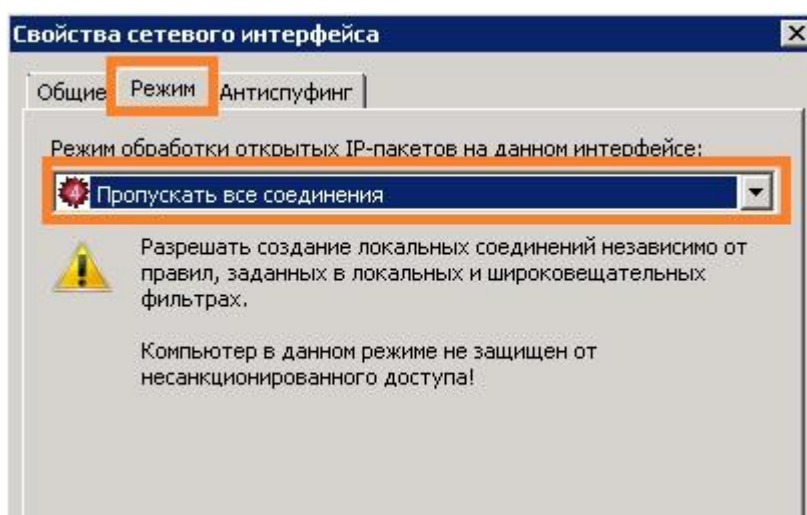 Свойства сетевого интерфейса
Общие Режим Антиспуфинг
Режим обработки открытых IP-пакетов на данном интерфейсе:
4 Пропускать все соединения
Разрешать создание локальных соединений независимо от
правил, заданных в локальных и широковещательных
фильтрах.
Компьютер в данном режиме не защищен от
несанкционированного доступа!